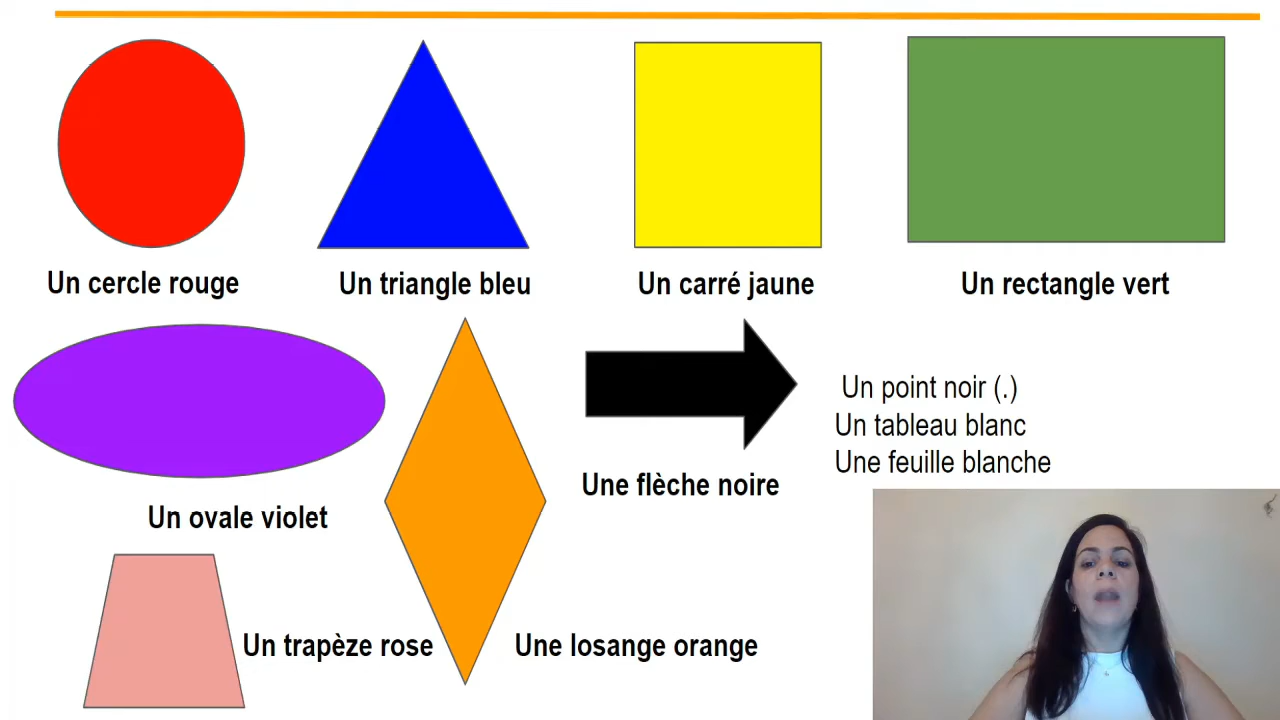 Un cercle rouge
Un triangle bleu
Un carré jaune
Un rectangle vert
Un point noir (.)
Un tableau blanc
Une feuille blanche
Une flèche noire
Un ovale violet
Un trapèze rose
Une losange orange